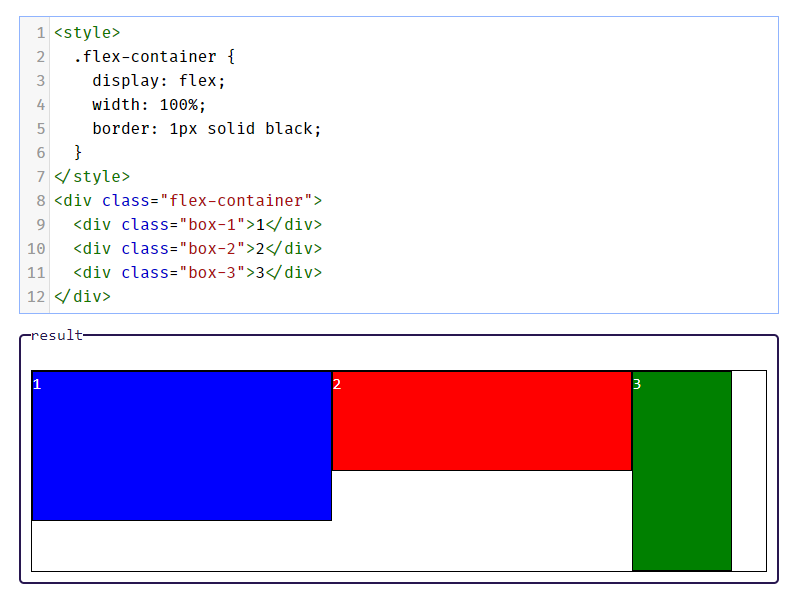 1 <style>
2   .flex-container {
3     display: flex;
4     width: 100%;
5     border: 1px solid black;
6   }
7 </style>
8 <div class="flex-container">
9   <div class="box-1">1</div>
10   <div class="box-2">2</div>
11   <div class="box-3">3</div>
12 </div>
result
1 2 3